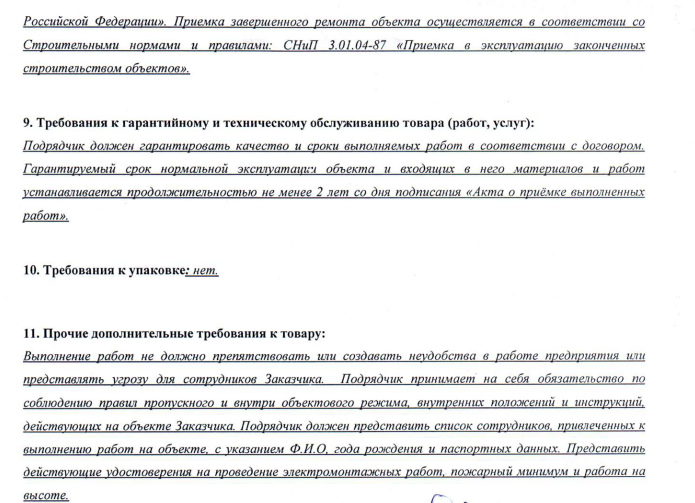 Российской Федерации». Приемка завершенного ремонта объекта осуществляется в соответствии со
Строительными нормами и правилами: СНиП 3.01.04-87 «Приемка в эксплуатацию законченных
строительством объектов».
9. Требования к гарантийному и техническому обслуживанию товара (работ, услуг):
Подрядчик должен гарантировать качество и сроки выполняемых работ в соответствии с договором.
Гарантируемый срок нормальной эксплуатации объекта и входящих в него материалов и работ
устанавливается продолжительностью не менее 2 лет со дня подписания «Акта о приёмке выполненных
работ».
10. Требования к упаковке: нет.
11. Прочие дополнительные требования к товару:
Выполнение работ не должно препятствовать или создавать неудобства в работе предприятия или
представлять угрозу для сотрудников Заказчика. Подрядчик принимает на себя обязательство по
соблюдению правил пропускного и внутри объектового режима, внутренних положений и инструкций,
действующих на объекте Заказчика. Подрядчик должен представить список сотрудников, привлеченных к
выполнению работ на объекте, с указанием Ф.И.О, года рождения и паспортных данных. Представить
действующие удостоверения на проведение электромонтажных работ, пожарный минимум и работа на
высоте.